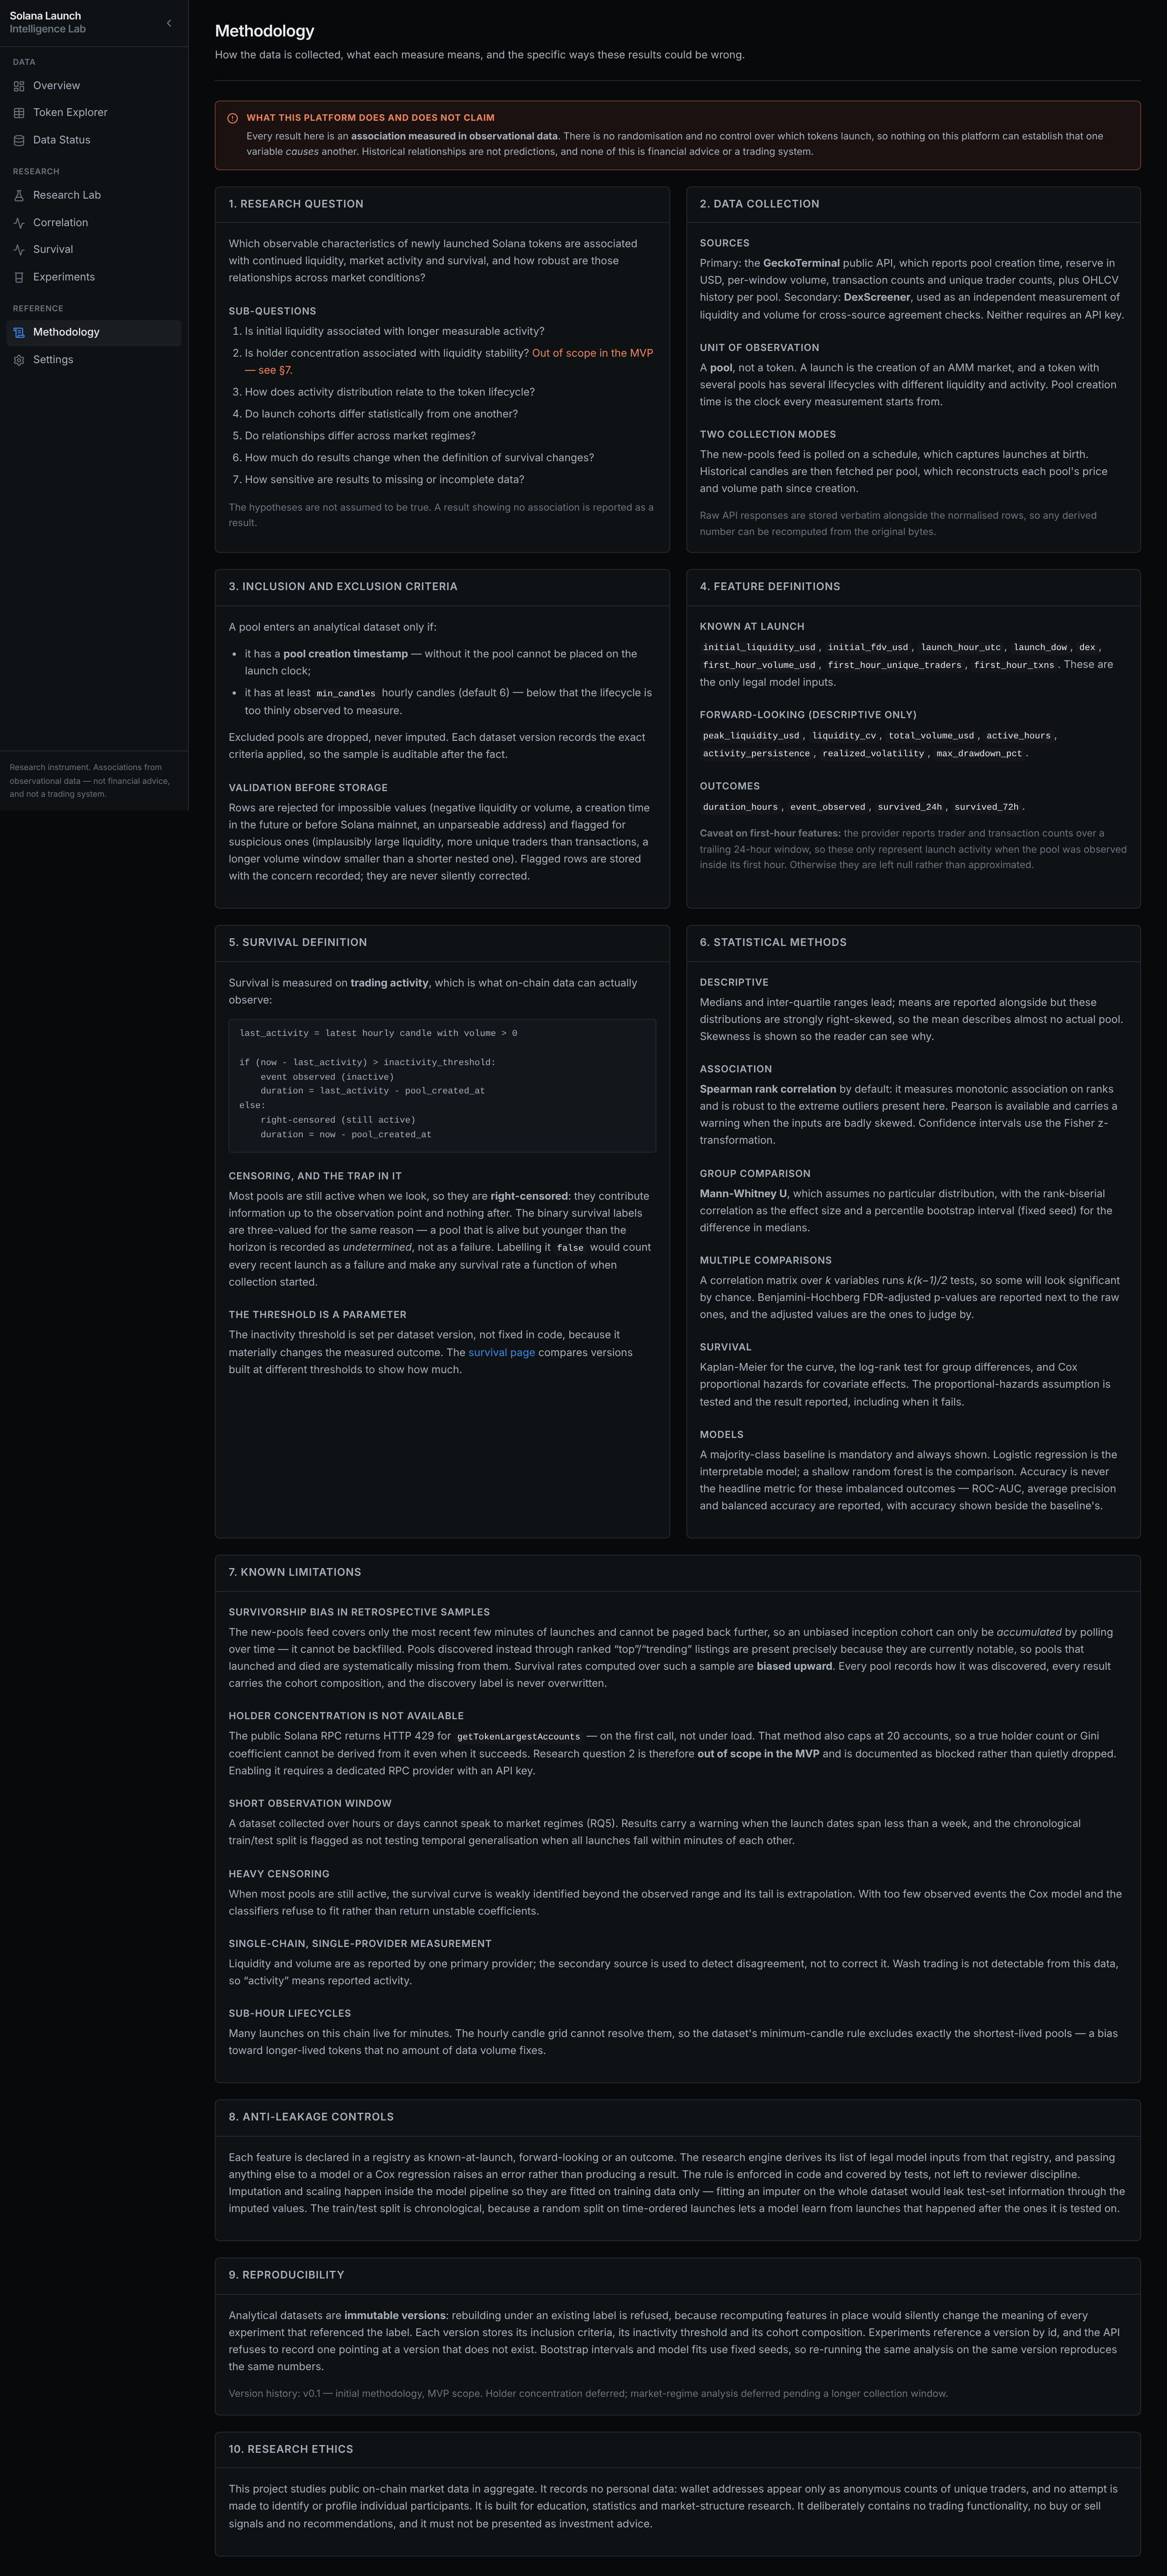 Solana Launch
Intelligence Lab
DATA
Overview
Token Explorer
Data Status
RESEARCH
Research Lab
Correlation
Survival
Experiments
REFERENCE
Methodology
Settings
Research instrument. Associations from
observational data — not financial advice,
and not a trading system.
Methodology
How the data is collected, what each measure means, and the specific ways these results could be wrong.
WHAT THIS PLATFORM DOES AND DOES NOT CLAIM
Every result here is an association measured in observational data. There is no randomisation and no control over which tokens launch, so nothing on this platform can establish that one
variable causes another. Historical relationships are not predictions, and none of this is financial advice or a trading system.
1. RESEARCH QUESTION
Which observable characteristics of newly launched Solana tokens are associated
with continued liquidity, market activity and survival, and how robust are those
relationships across market conditions?
SUB-QUESTIONS
1. Is initial liquidity associated with longer measurable activity?
2. Is holder concentration associated with liquidity stability? Out of scope in the MVP
— see §7.
3. How does activity distribution relate to the token lifecycle?
4. Do launch cohorts differ statistically from one another?
5. Do relationships differ across market regimes?
6. How much do results change when the definition of survival changes?
7. How sensitive are results to missing or incomplete data?
The hypotheses are not assumed to be true. A result showing no association is reported as a
result.
2. DATA COLLECTION
SOURCES
Primary: the GeckoTerminal public API, which reports pool creation time, reserve in
USD, per-window volume, transaction counts and unique trader counts, plus OHLCV
history per pool. Secondary: DexScreener, used as an independent measurement of
liquidity and volume for cross-source agreement checks. Neither requires an API key.
UNIT OF OBSERVATION
A pool, not a token. A launch is the creation of an AMM market, and a token with
several pools has several lifecycles with different liquidity and activity. Pool creation
time is the clock every measurement starts from.
TWO COLLECTION MODES
The new-pools feed is polled on a schedule, which captures launches at birth.
Historical candles are then fetched per pool, which reconstructs each pool's price
and volume path since creation.
Raw API responses are stored verbatim alongside the normalised rows, so any derived
number can be recomputed from the original bytes.
3. INCLUSION AND EXCLUSION CRITERIA
A pool enters an analytical dataset only if:
• it has a pool creation timestamp — without it the pool cannot be placed on the
launch clock;
• it has at least min_candles hourly candles (default 6) — below that the lifecycle is
too thinly observed to measure.
Excluded pools are dropped, never imputed. Each dataset version records the exact
criteria applied, so the sample is auditable after the fact.
VALIDATION BEFORE STORAGE
Rows are rejected for impossible values (negative liquidity or volume, a creation time
in the future or before Solana mainnet, an unparseable address) and flagged for
suspicious ones (implausibly large liquidity, more unique traders than transactions, a
longer volume window smaller than a shorter nested one). Flagged rows are stored
with the concern recorded; they are never silently corrected.
4. FEATURE DEFINITIONS
KNOWN AT LAUNCH
initial_liquidity_usd, initial_fdv_usd, launch_hour_utc, launch_dow, dex,
first_hour_volume_usd, first_hour_unique_traders, first_hour_txns. These are
the only legal model inputs.
FORWARD-LOOKING (DESCRIPTIVE ONLY)
peak_liquidity_usd, liquidity_cv, total_volume_usd, active_hours,
activity_persistence, realized_volatility, max_drawdown_pct.
OUTCOMES
duration_hours, event_observed, survived_24h, survived_72h.
Caveat on first-hour features: the provider reports trader and transaction counts over a
trailing 24-hour window, so these only represent launch activity when the pool was observed
inside its first hour. Otherwise they are left null rather than approximated.
5. SURVIVAL DEFINITION
Survival is measured on trading activity, which is what on-chain data can actually
observe:
last_activity = latest hourly candle with volume > 0
if (now - last_activity) > inactivity_threshold:
event observed (inactive)
duration = last_activity - pool_created_at
else:
right-censored (still active)
duration = now - pool_created_at
CENSORING, AND THE TRAP IN IT
Most pools are still active when we look, so they are right-censored: they contribute
information up to the observation point and nothing after. The binary survival labels
are three-valued for the same reason — a pool that is alive but younger than the
horizon is recorded as undetermined, not as a failure. Labelling it false would count
every recent launch as a failure and make any survival rate a function of when
collection started.
THE THRESHOLD IS A PARAMETER
The inactivity threshold is set per dataset version, not fixed in code, because it
materially changes the measured outcome. The survival page compares versions
built at different thresholds to show how much.
6. STATISTICAL METHODS
DESCRIPTIVE
Medians and inter-quartile ranges lead; means are reported alongside but these
distributions are strongly right-skewed, so the mean describes almost no actual pool.
Skewness is shown so the reader can see why.
ASSOCIATION
Spearman rank correlation by default: it measures monotonic association on ranks
and is robust to the extreme outliers present here. Pearson is available and carries a
warning when the inputs are badly skewed. Confidence intervals use the Fisher z-
transformation.
GROUP COMPARISON
Mann-Whitney U, which assumes no particular distribution, with the rank-biserial
correlation as the effect size and a percentile bootstrap interval (fixed seed) for the
difference in medians.
MULTIPLE COMPARISONS
A correlation matrix over k variables runs k(k−1)/2 tests, so some will look significant
by chance. Benjamini-Hochberg FDR-adjusted p-values are reported next to the raw
ones, and the adjusted values are the ones to judge by.
SURVIVAL
Kaplan-Meier for the curve, the log-rank test for group differences, and Cox
proportional hazards for covariate effects. The proportional-hazards assumption is
tested and the result reported, including when it fails.
MODELS
A majority-class baseline is mandatory and always shown. Logistic regression is the
interpretable model; a shallow random forest is the comparison. Accuracy is never
the headline metric for these imbalanced outcomes — ROC-AUC, average precision
and balanced accuracy are reported, with accuracy shown beside the baseline's.
7. KNOWN LIMITATIONS
SURVIVORSHIP BIAS IN RETROSPECTIVE SAMPLES
The new-pools feed covers only the most recent few minutes of launches and cannot be paged back further, so an unbiased inception cohort can only be accumulated by polling
over time — it cannot be backfilled. Pools discovered instead through ranked “top”/“trending” listings are present precisely because they are currently notable, so pools that
launched and died are systematically missing from them. Survival rates computed over such a sample are biased upward. Every pool records how it was discovered, every result
carries the cohort composition, and the discovery label is never overwritten.
HOLDER CONCENTRATION IS NOT AVAILABLE
The public Solana RPC returns HTTP 429 for getTokenLargestAccounts — on the first call, not under load. That method also caps at 20 accounts, so a true holder count or Gini
coefficient cannot be derived from it even when it succeeds. Research question 2 is therefore out of scope in the MVP and is documented as blocked rather than quietly dropped.
Enabling it requires a dedicated RPC provider with an API key.
SHORT OBSERVATION WINDOW
A dataset collected over hours or days cannot speak to market regimes (RQ5). Results carry a warning when the launch dates span less than a week, and the chronological
train/test split is flagged as not testing temporal generalisation when all launches fall within minutes of each other.
HEAVY CENSORING
When most pools are still active, the survival curve is weakly identified beyond the observed range and its tail is extrapolation. With too few observed events the Cox model and the
classifiers refuse to fit rather than return unstable coefficients.
SINGLE-CHAIN, SINGLE-PROVIDER MEASUREMENT
Liquidity and volume are as reported by one primary provider; the secondary source is used to detect disagreement, not to correct it. Wash trading is not detectable from this data,
so “activity” means reported activity.
SUB-HOUR LIFECYCLES
Many launches on this chain live for minutes. The hourly candle grid cannot resolve them, so the dataset's minimum-candle rule excludes exactly the shortest-lived pools — a bias
toward longer-lived tokens that no amount of data volume fixes.
8. ANTI-LEAKAGE CONTROLS
Each feature is declared in a registry as known-at-launch, forward-looking or an outcome. The research engine derives its list of legal model inputs from that registry, and passing
anything else to a model or a Cox regression raises an error rather than producing a result. The rule is enforced in code and covered by tests, not left to reviewer discipline.
Imputation and scaling happen inside the model pipeline so they are fitted on training data only — fitting an imputer on the whole dataset would leak test-set information through the
imputed values. The train/test split is chronological, because a random split on time-ordered launches lets a model learn from launches that happened after the ones it is tested on.
9. REPRODUCIBILITY
Analytical datasets are immutable versions: rebuilding under an existing label is refused, because recomputing features in place would silently change the meaning of every
experiment that referenced the label. Each version stores its inclusion criteria, its inactivity threshold and its cohort composition. Experiments reference a version by id, and the API
refuses to record one pointing at a version that does not exist. Bootstrap intervals and model fits use fixed seeds, so re-running the same analysis on the same version reproduces
the same numbers.
Version history: v0.1 — initial methodology, MVP scope. Holder concentration deferred; market-regime analysis deferred pending a longer collection window.
10. RESEARCH ETHICS
This project studies public on-chain market data in aggregate. It records no personal data: wallet addresses appear only as anonymous counts of unique traders, and no attempt is
made to identify or profile individual participants. It is built for education, statistics and market-structure research. It deliberately contains no trading functionality, no buy or sell
signals and no recommendations, and it must not be presented as investment advice.